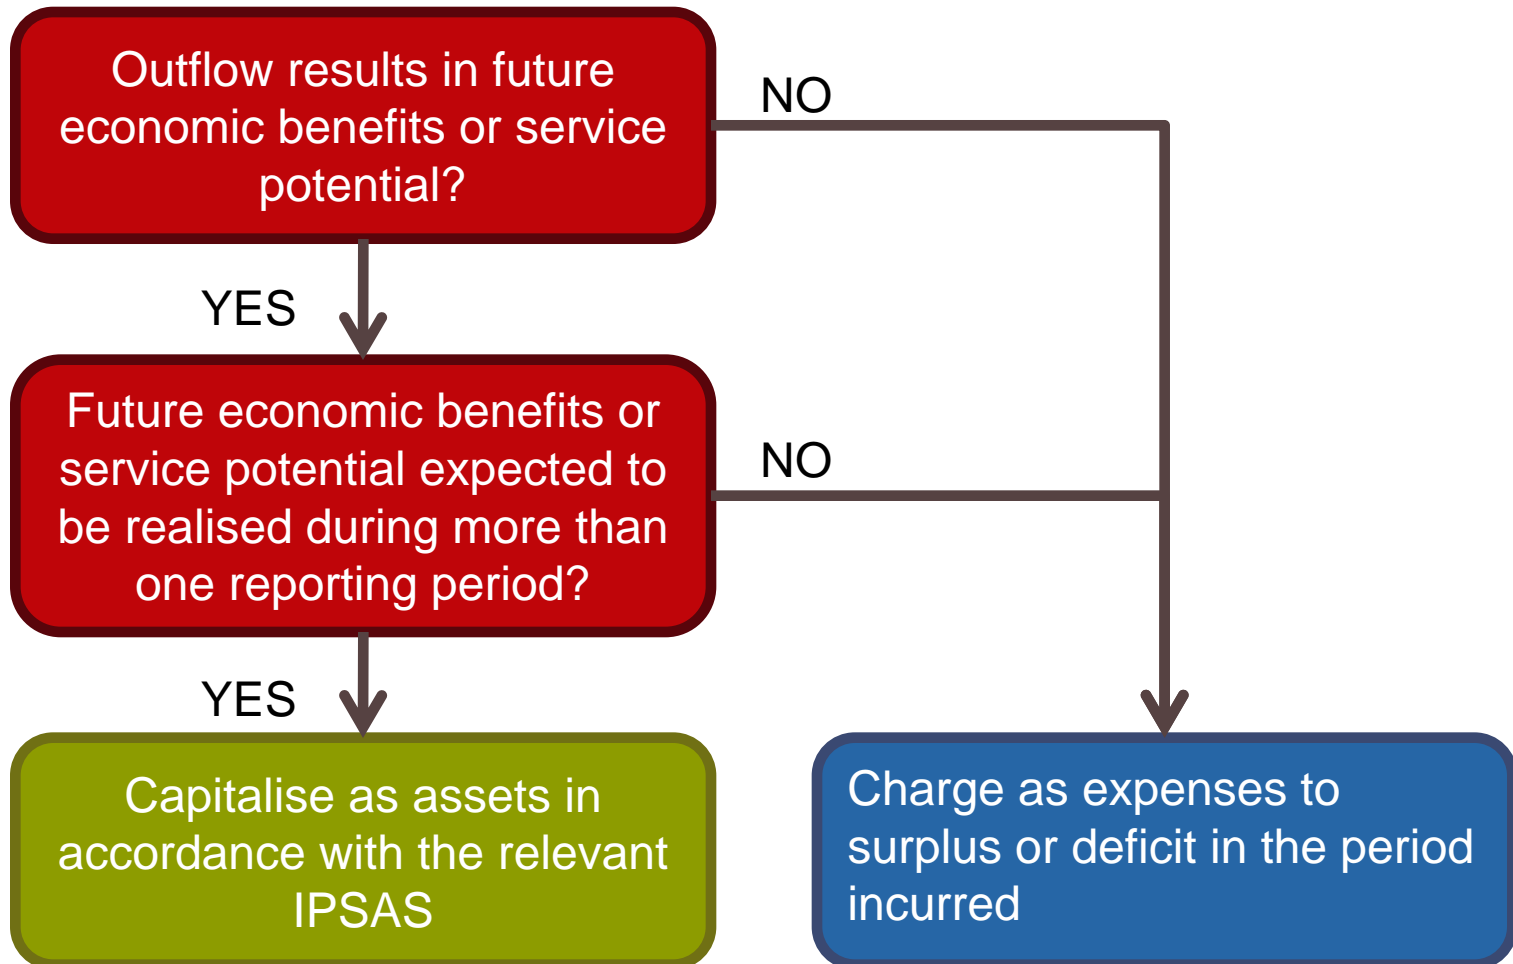 Outflow results in future
economic benefits or service
potential?
NO
YES
Future economic benefits or
service potential expected to
be realised during more than
one reporting period?
NO
YES
Capitalise as assets in
accordance with the relevant
IPSAS
Charge as expenses to
surplus or deficit in the period
incurred